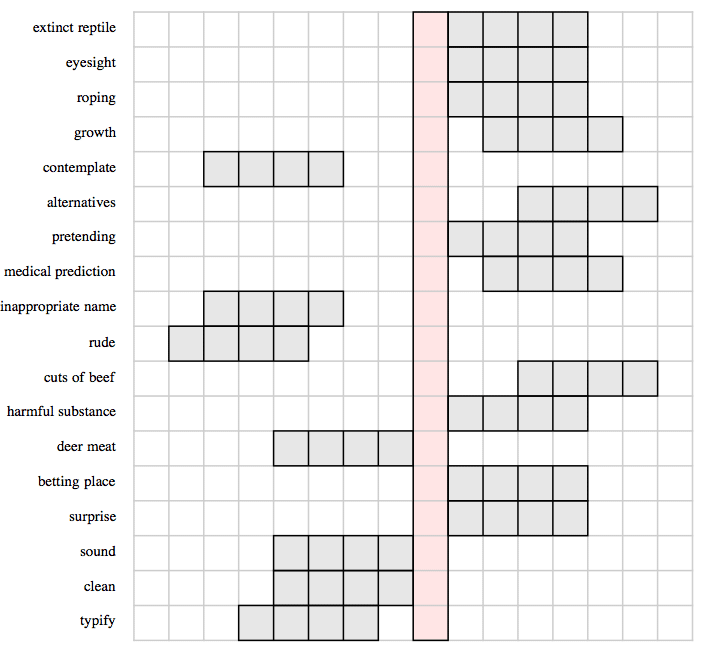 extinct reptile
eyesight
roping
growth
contemplate
alternatives
pretending
medical prediction
inappropriate name
rude
cuts of beef
harmful substance
deer meat
betting place
surprise
sound
clean
typify